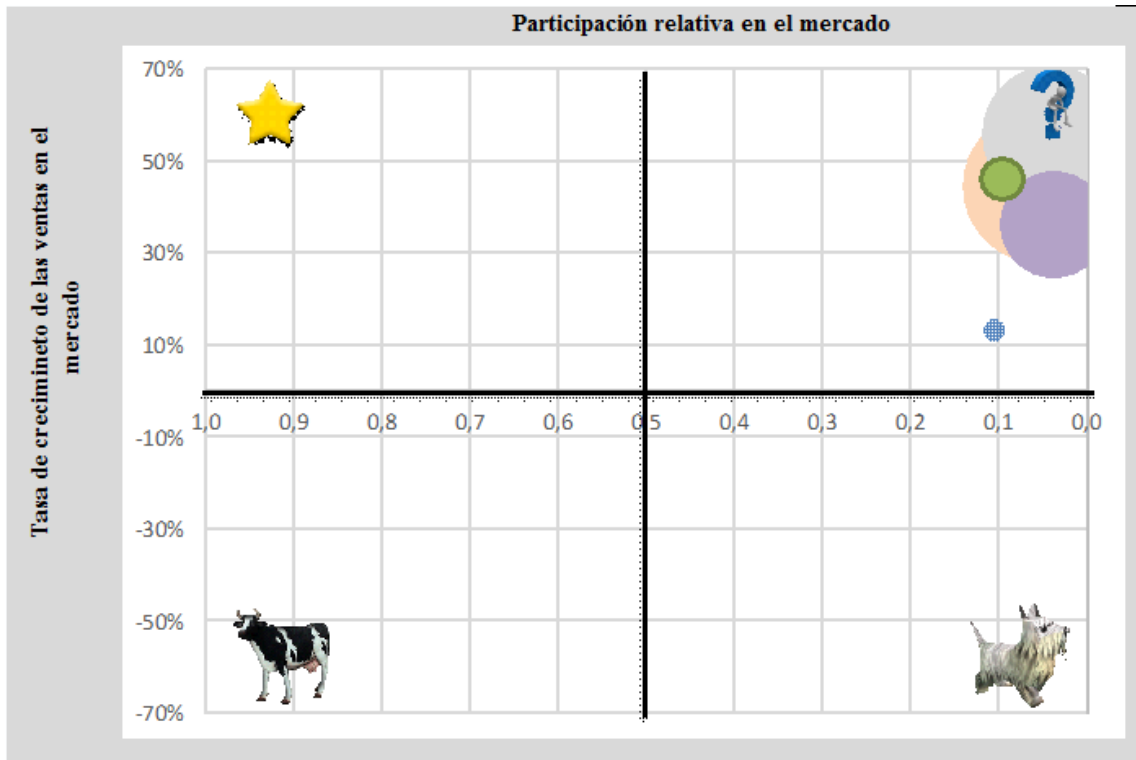 Participación relativa en el mercado
Tasa de crecimineto de las ventas en el
mercado
70%
50%
30%
10%
1,0 0,9 0,8 0,7 0,6 0,5 0,4 0,3 0,2 0,1 0,0
-10%
-30%
-50%
-70%
?